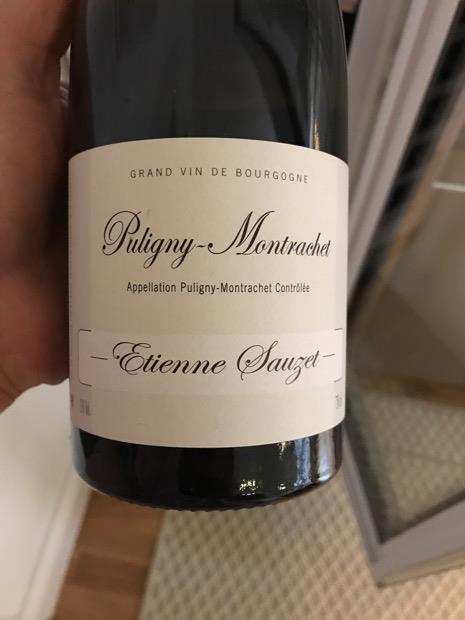 GRAND VIN DE BOURGOGNE
Puligny-Montrachet
Appellation Puligny-Montrachet Contrôlée
Etienne Sauzet